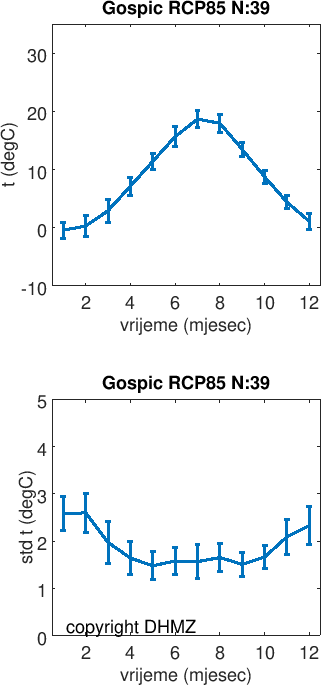 Gospic RCP85 N:39
30
20
10
0
-10
t (degC)
2 4 6 8 10 12
vrijeme (mjesec)
Gospic RCP85 N:39
5
4
3
2
1
0
std t (degC)
copyright DHMZ
2 4 6 8 10 12
vrijeme (mjesec)